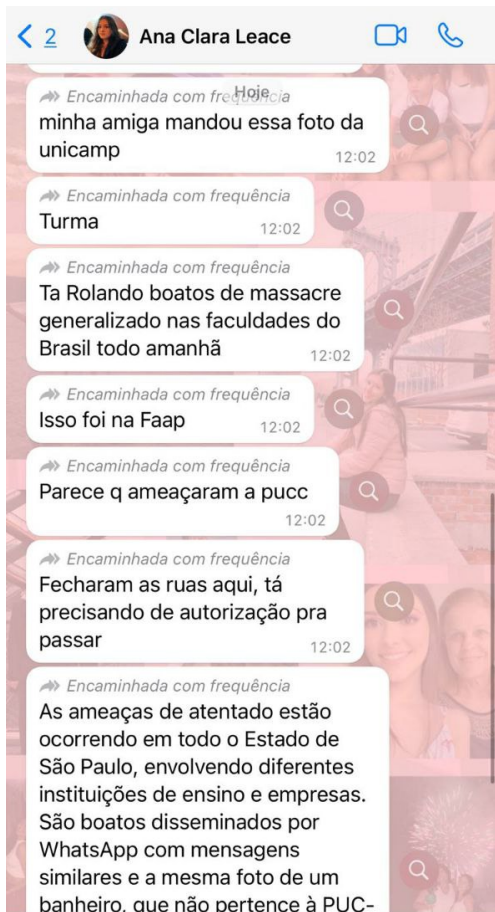 2
Ana Clara Leace
Hoje
Encaminhada com frequência
minha amiga mandou essa foto da
unicamp
12:02
Encaminhada com frequência
Turma
12:02
Encaminhada com frequência
Ta Rolando boatos de massacre
generalizado nas faculdades do
Brasil todo amanhã
12:02
Encaminhada com frequência
Isso foi na Faap
12:02
Encaminhada com frequência
Parece q ameaçaram a pucc
12:02
Encaminhada com frequência
Fecharam as ruas aqui, tá
precisando de autorização pra
passar
12:02
Encaminhada com frequência
As ameaças de atentado estão
ocorrendo em todo o Estado de
São Paulo, envolvendo diferentes
instituições de ensino e empresas.
São boatos disseminados por
WhatsApp com mensagens
similares e a mesma foto de um
banheiro, que não pertence à PUC-